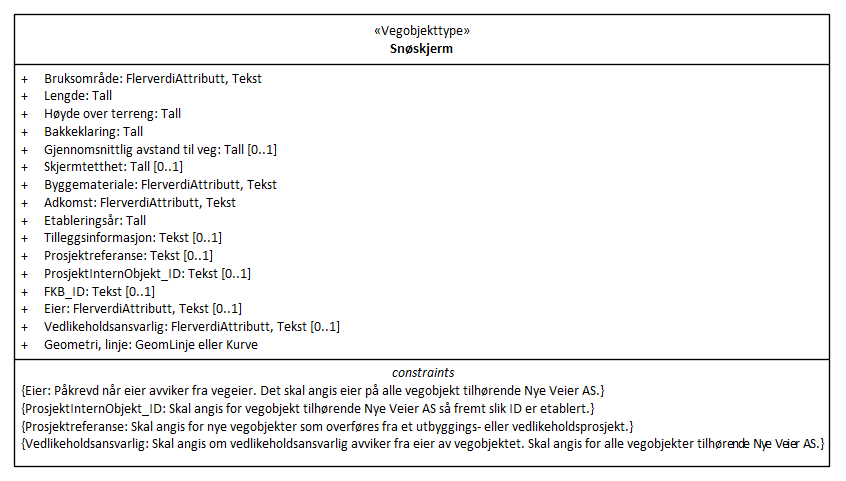 «Vegobjekttype»
Snøskjerm
+ Bruksområde: FlerverdiAttributt, Tekst
+ Lengde: Tall
+ Høyde over terreng: Tall
+ Bakkeklaring: Tall
+ Gjennomsnittlig avstand til veg: Tall [0..1]
+ Skjermtetthet: Tall [0..1]
+ Byggemateriale: FlerverdiAttributt, Tekst
+ Adkomst: FlerverdiAttributt, Tekst
+ Etableringsår: Tall
+ Tilleggsinformasjon: Tekst [0..1]
+ Prosjektreferanse: Tekst [0..1]
+ ProsjektInternObjekt_ID: Tekst [0..1]
+ FKB_ID: Tekst [0..1]
+ Eier: FlerverdiAttributt, Tekst [0..1]
+ Vedlikeholdsansvarlig: FlerverdiAttributt, Tekst [0..1]
+ Geometri, linje: GeomLinje eller Kurve
constraints
{Eier: Påkrevd når eier avviker fra vegeier. Det skal angis eier på alle vegobjekt tilhørende Nye Veier AS.}
{ProsjektInternObjekt_ID: Skal angis for vegobjekt tilhørende Nye Veier AS så fremt slik ID er etablert.}
{Prosjektreferanse: Skal angis for nye vegobjekter som overføres fra et utbyggings- eller vedlikeholdsprosjekt.}
{Vedlikeholdsansvarlig: Skal angis om vedlikeholdsansvarlig avviker fra eier av vegobjektet. Skal angis for alle vegobjekter tilhørende Nye Veier AS.}